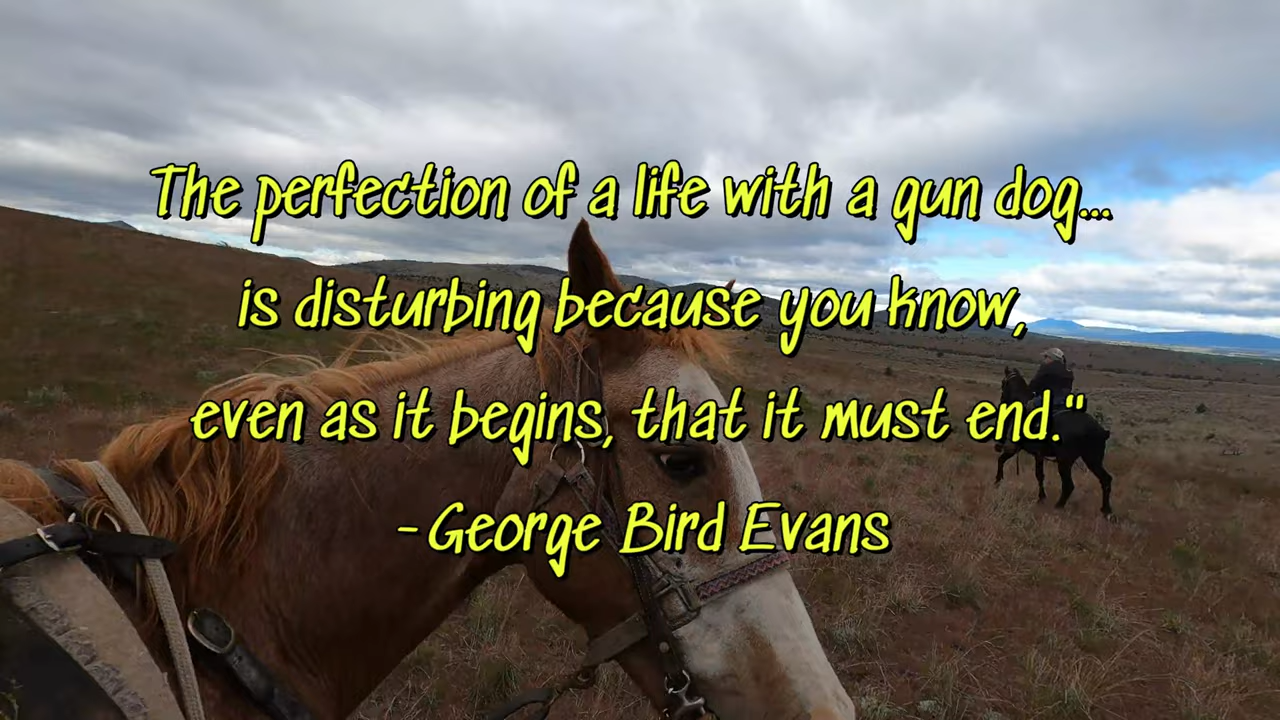 The perfection of a life with a gun dog...
is disturbing because you know,
even as it begins, that it must end."
-George Bird Evans